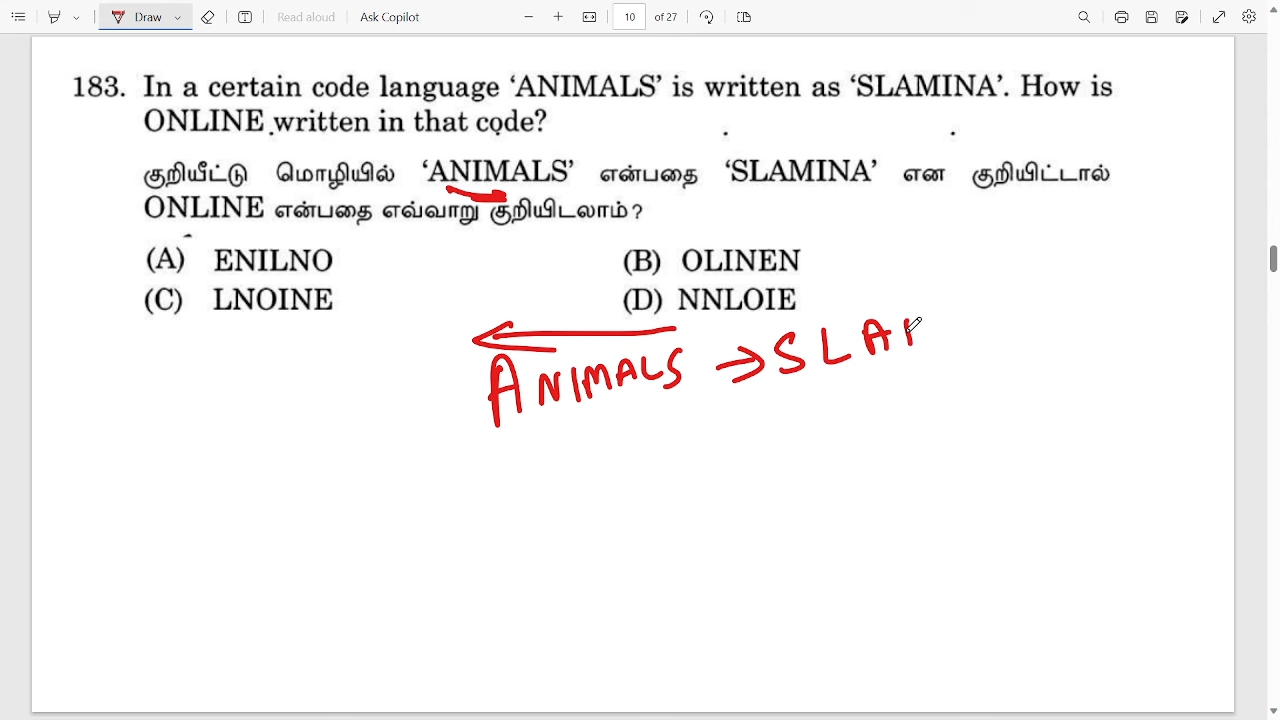 Draw
Read aloud
Ask Copilot
10 of 27
183. In a certain code language ‘ANIMALS’ is written as ‘SLAMINA’. How is
ONLINE written in that code?
குறியீட்டு மொழியில் ‘ANIMALS’ என்பதை ‘SLAMINA’ என குறியிட்டால்
ONLINE என்பதை எவ்வாறு குறியிடலாம்?
(A) ENILNO (B) OLINEN
(C) LNOINE (D) NNLOIE
ANIMALS → SLA